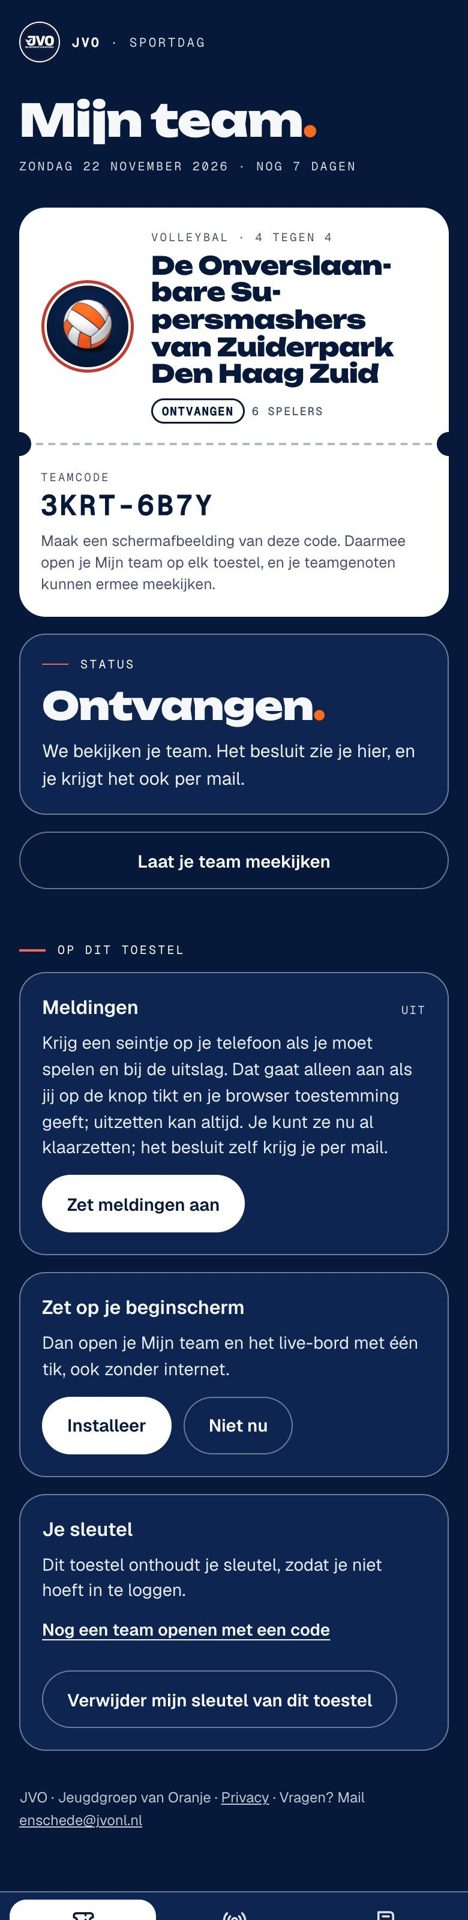 JVO
JVO · SPORTDAG
Mijn team.
ZONDAG 22 NOVEMBER 2026 · NOG 7 DAGEN
VOLLEYBAL · 4 TEGEN 4
De Onverslaan-
bare Su-
persmashers
van Zuiderpark
Den Haag Zuid
ONTVANGEN 6 SPELERS
TEAMCODE
3KRT-6B7Y
Maak een schermafbeelding van deze code. Daarmee
open je Mijn team op elk toestel, en je teamgenoten
kunnen ermee meekijken.
STATUS
Ontvangen.
We bekijken je team. Het besluit zie je hier, en
je krijgt het ook per mail.
Laat je team meekijken
OP DIT TOESTEL
Meldingen UIT
Krijg een seintje op je telefoon als je moet
spelen en bij de uitslag. Dat gaat alleen aan als
jij op de knop tikt en je browser toestemming
geeft; uitzetten kan altijd. Je kunt ze nu al
klaarzetten; het besluit zelf krijg je per mail.
Zet meldingen aan
Zet op je beginscherm
Dan open je Mijn team en het live-bord met één
tik, ook zonder internet.
Installeer Niet nu
Je sleutel
Dit toestel onthoudt je sleutel, zodat je niet
hoeft in te loggen.
Nog een team openen met een code
Verwijder mijn sleutel van dit toestel
JVO · Jeugdgroep van Oranje · Privacy · Vragen? Mail
enschede@jvonl.nl